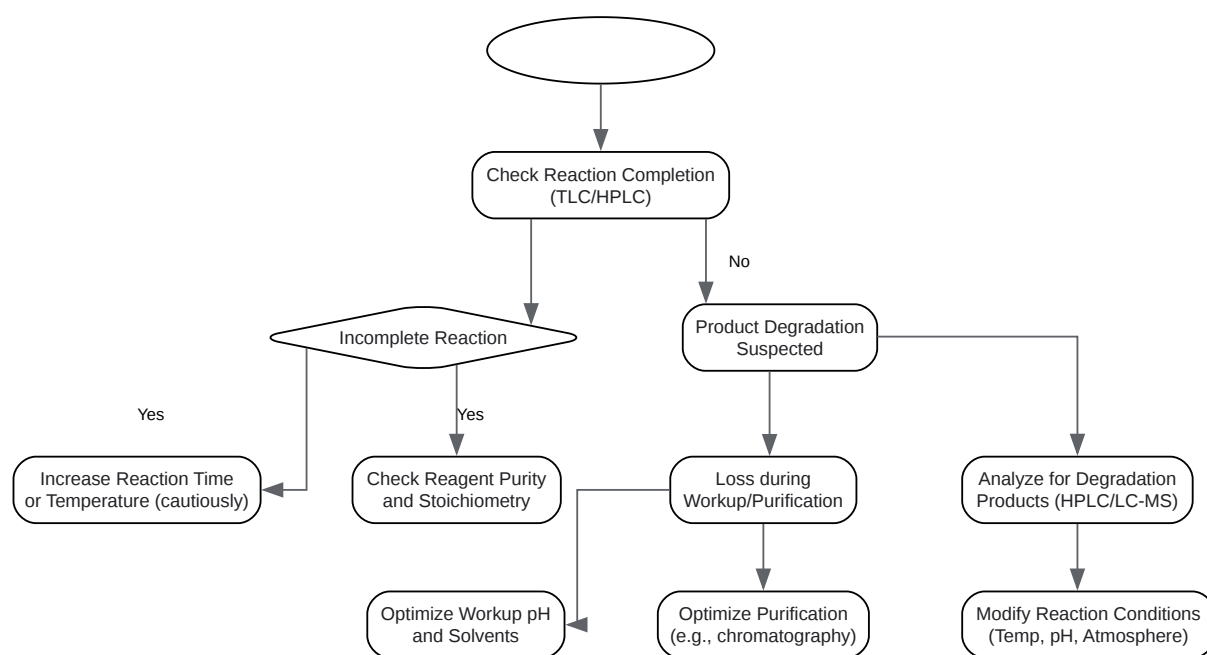 Check Reaction Completion
(TLC/HPLC)
No
Incomplete Reaction
Product Degradation
Suspected
Yes
Yes
Increase Reaction Time
or Temperature (cautiously)
Check Reagent Purity
and Stoichiometry
Loss during
Workup/Purification
Analyze for Degradation
Products (HPLC/LC-MS)
Optimize Workup pH
and Solvents
Optimize Purification
(e.g., chromatography)
Modify Reaction Conditions
(Temp, pH, Atmosphere)